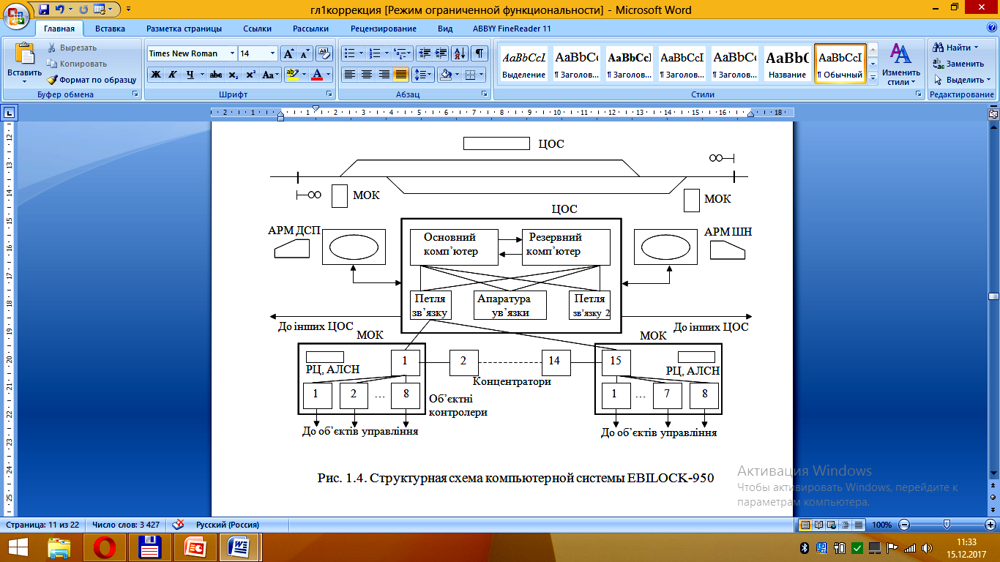 гл1коррекция [Режим ограниченной функциональности] - Microsoft Word
Главная Вставка Разметка страницы Ссылки Рассылки Рецензирование Вид ABBYY FineReader 11
Вставить
Вырезать
Копировать
Формат по образцу
Буфер обмена
Times New Roman 14
Ж К Ч abc x₂ x² Aa
Шрифт
Абзац
AaBbCcI AaBbCc AaBbCcl AaBbCcI AaBbCc AaBbC AaBbCcI
Выделение ¶ Заголов... ¶ Заголов... ¶ Заголов... ¶ Заголов... Название ¶ Обычный
Изменить стили
Стили
Найти
Заменить
Выделить
Редактирование
2 1 1 2 3 4 5 6 7 8 9 10 11 12 13 14 15 16 17 18
12 13 14 15 16 17 18 19 20 21 22 23 24 25
ЦОС
МОК
МОК
ЦОС
АРМ ДСП
АРМ ШН
Основний
комп’ютер
Резервний
комп’ютер
Петля
зв’язку
Апаратура
ув’язки
Петля
зв’язку 2
До інших ЦОС
До інших ЦОС
МОК
МОК
РЦ, АЛСН
1
2
14
15
РЦ, АЛСН
Концентратори
1 2 ... 8
Об’єктні
контролери
1 ... 7 8
До об’єктів управління
До об’єктів управління
Рис. 1.4. Структурная схема компьютерной системы EBILOCK-950
Активация Windows
Чтобы активировать Windows, перейдите к
параметрам компьютера.
Страница: 11 из 22 Число слов: 3 427 Русский (Россия) 100%
11:33
15.12.2017